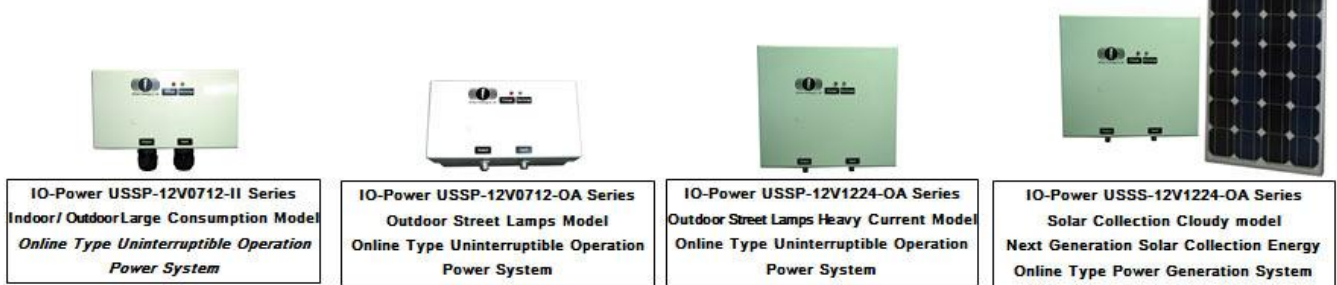 IO-Power USSP-12V0712-II Series
Indoor/ Outdoor Large Consumption Model
Online Type Uninterruptible Operation
Power System
IO-Power USSP-12V0712-OA Series
Outdoor Street Lamps Model
Online Type Uninterruptible Operation
Power System
IO-Power USSP-12V1224-OA Series
Outdoor Street Lamps Heavy Current Model
Online Type Uninterruptible Operation
Power System
IO-Power USSS-12V1224-OA Series
Solar Collection Cloudy model
Next Generation Solar Collection Energy
Online Type Power Generation System